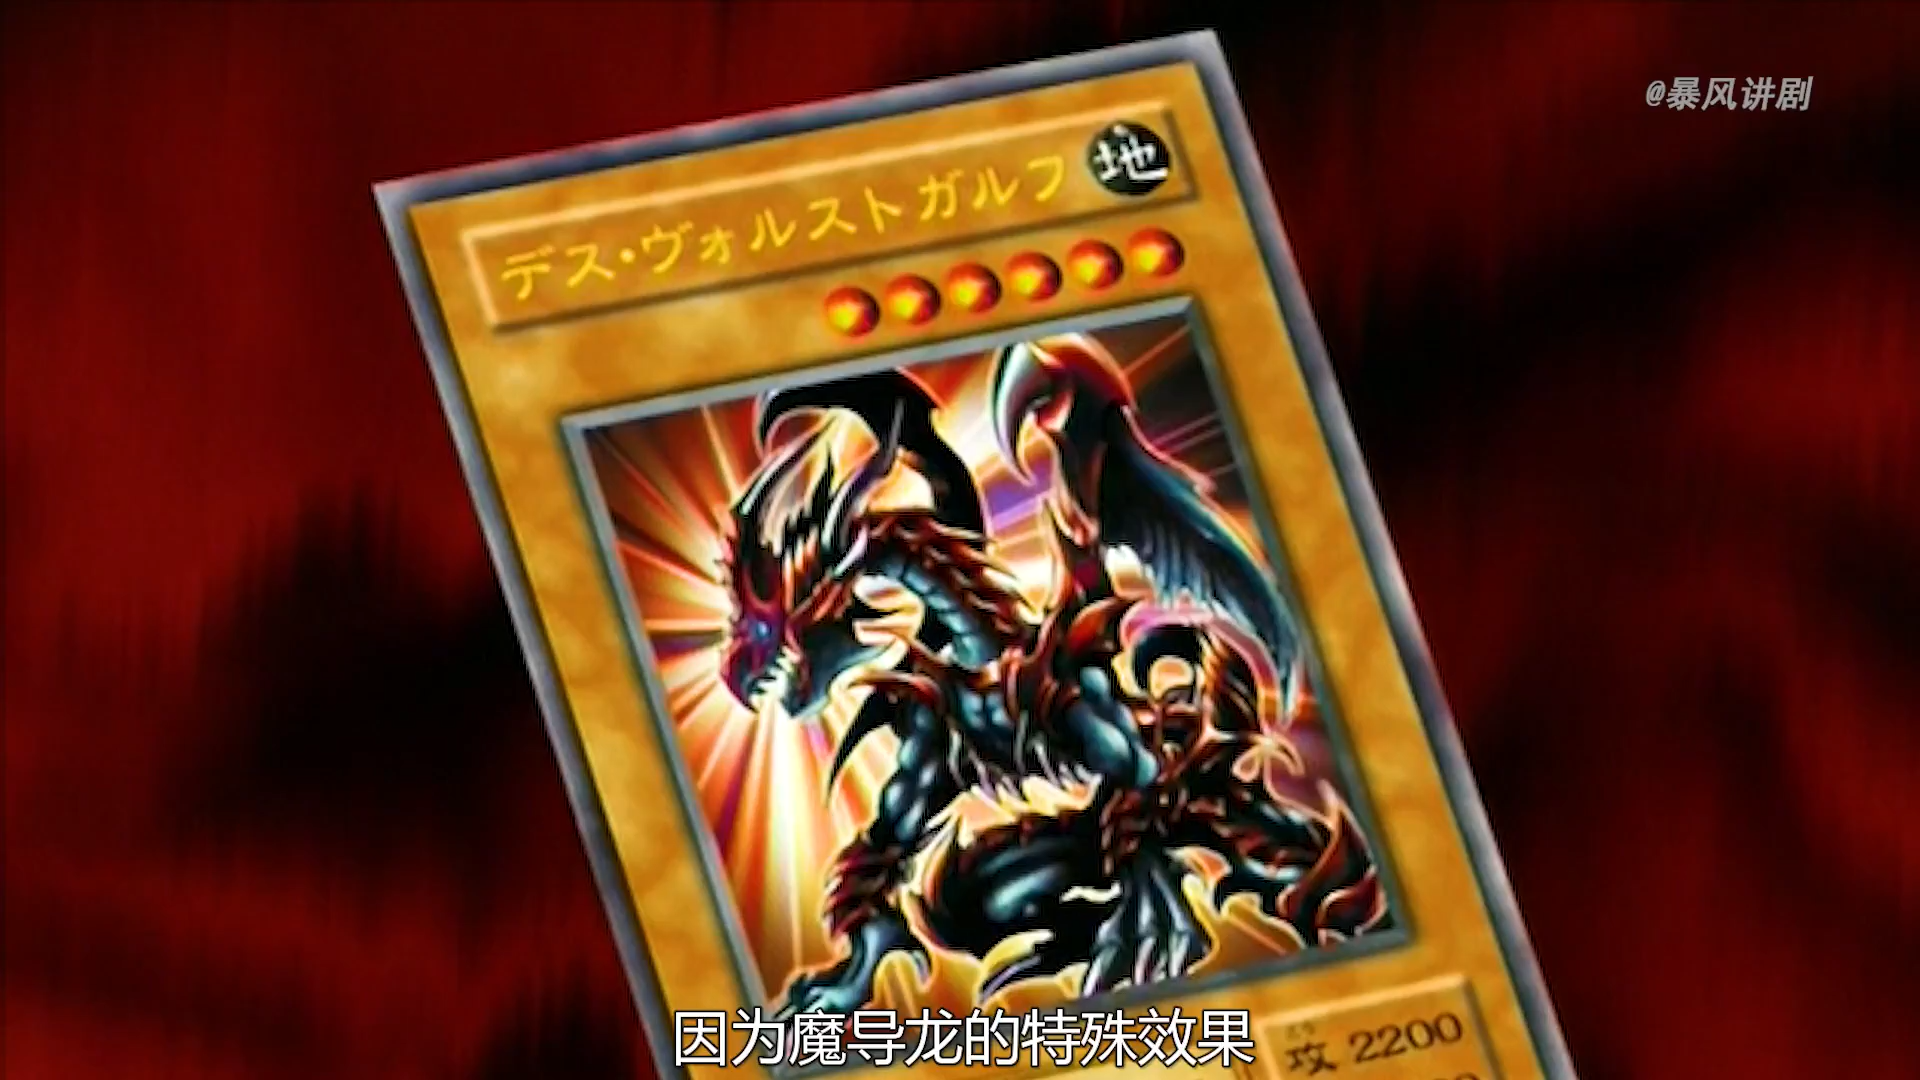 @暴风讲剧
デス・ヴォルストガルフ
地
攻 2200
因为魔导龙的特殊效果